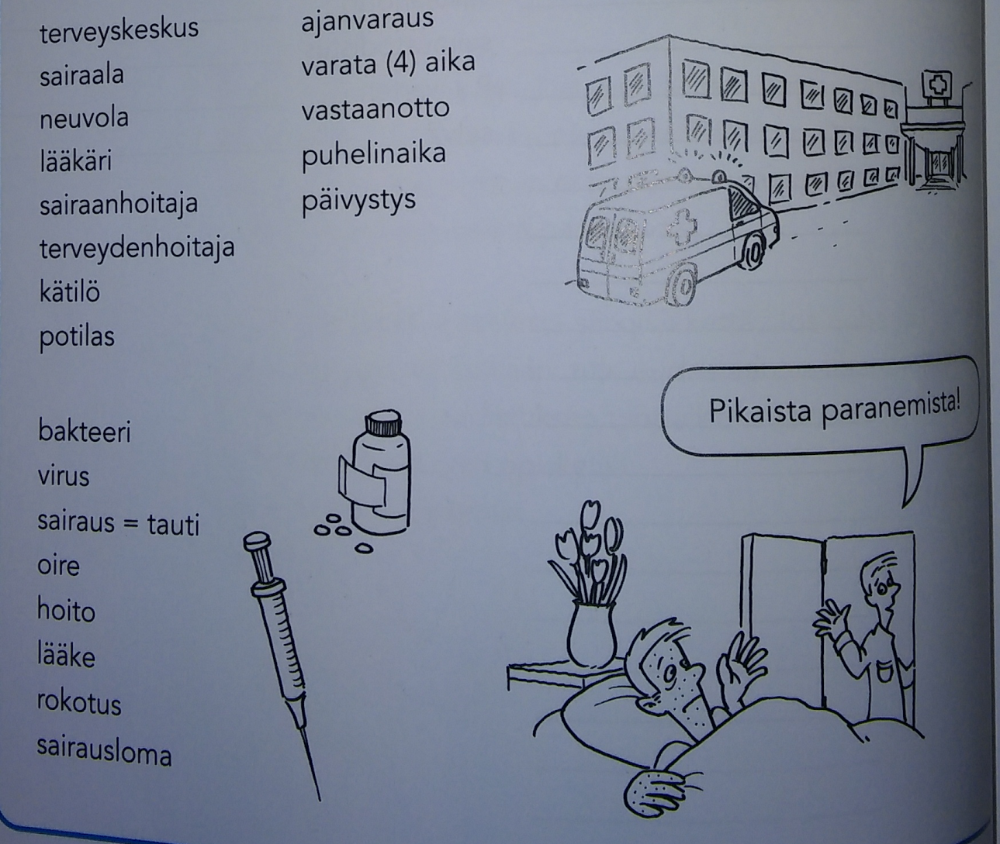 terveyskeskus
sairaala
neuvola
lääkäri
sairaanhoitaja
terveydenhoitaja
kätilö
potilas
ajanvaraus
varata (4) aika
vastaanotto
puhelinaika
päivystys
bakteeri
virus
sairaus = tauti
oire
hoito
lääke
rokotus
sairausloma
Pikaista paranemista!